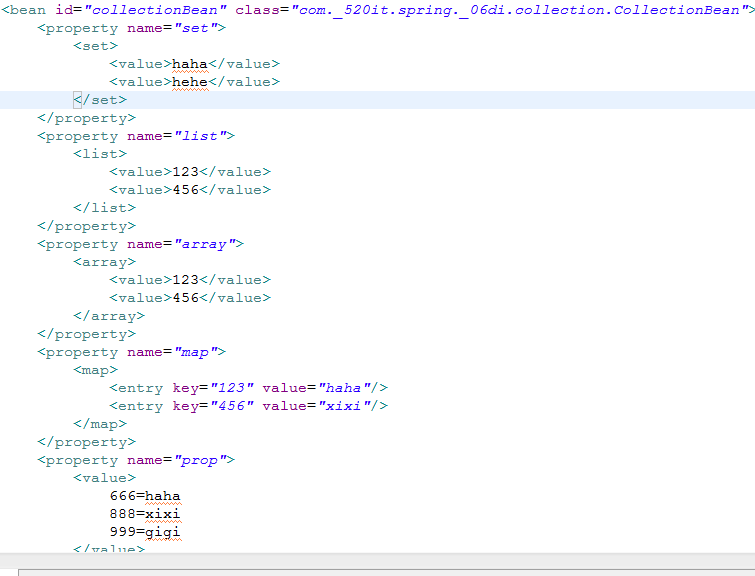 <bean id="collectionBean" class="com._520it.spring._06di.collection.CollectionBean">
    <property name="set">
        <set>
            <value>haha</value>
            <value>hehe</value>
        </set>
    </property>
    <property name="list">
        <list>
            <value>123</value>
            <value>456</value>
        </list>
    </property>
    <property name="array">
        <array>
            <value>123</value>
            <value>456</value>
        </array>
    </property>
    <property name="map">
        <map>
            <entry key="123" value="haha"/>
            <entry key="456" value="xixi"/>
        </map>
    </property>
    <property name="prop">
        <value>
            666=haha
            888=xixi
            999=gigi
        </value>